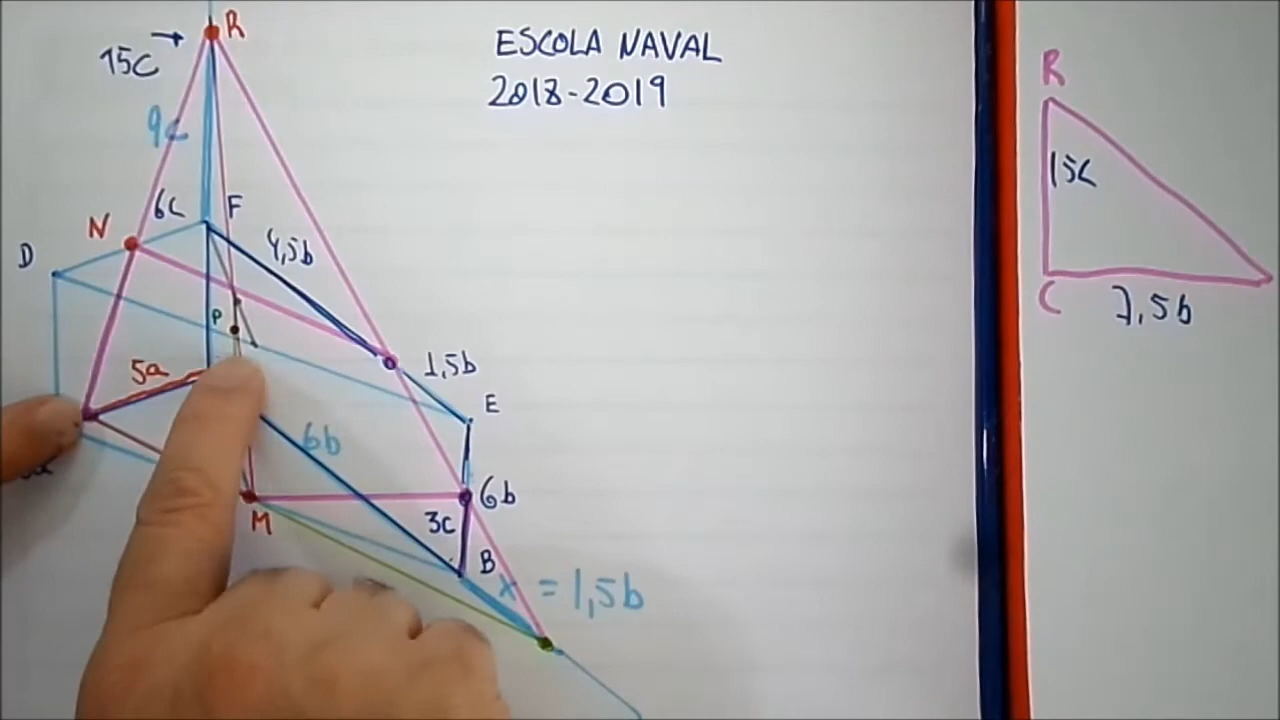 ESCOLA NAVAL
2018-2019
R
15C
9c
6c
F
N
D
4,5b
P
1,5b
5a
E
6b
6b
M
3c
B
x = 1,5b
R
15C
C
7,5b